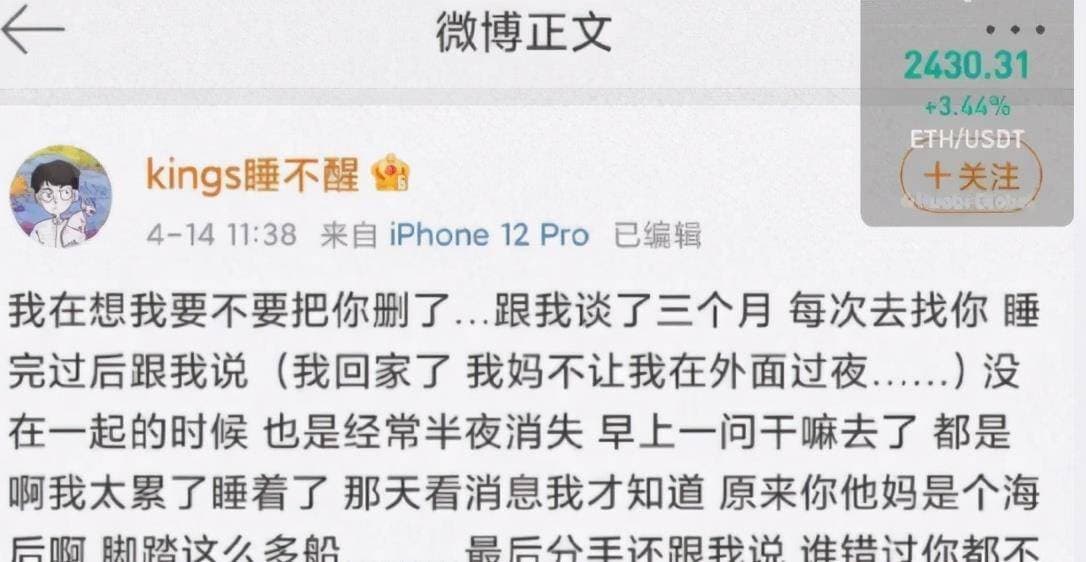 微博正文
2430.31
+3.44%
ETH/USDT
kings睡不醒
+关注
4-14 11:38 来自 iPhone 12 Pro 已编辑
我在想我要不要把你删了...跟我谈了三个月 每次去找你 睡
完过后跟我说（我回家了 我妈不让我在外面过夜......）没
在一起的时候 也是经常半夜消失 早上一问干嘛去了 都是
啊我太累了睡着了 那天看消息我才知道 原来你他妈是个海
后啊 脚踏这么多船 最后分手还跟我说 谁错过你都不